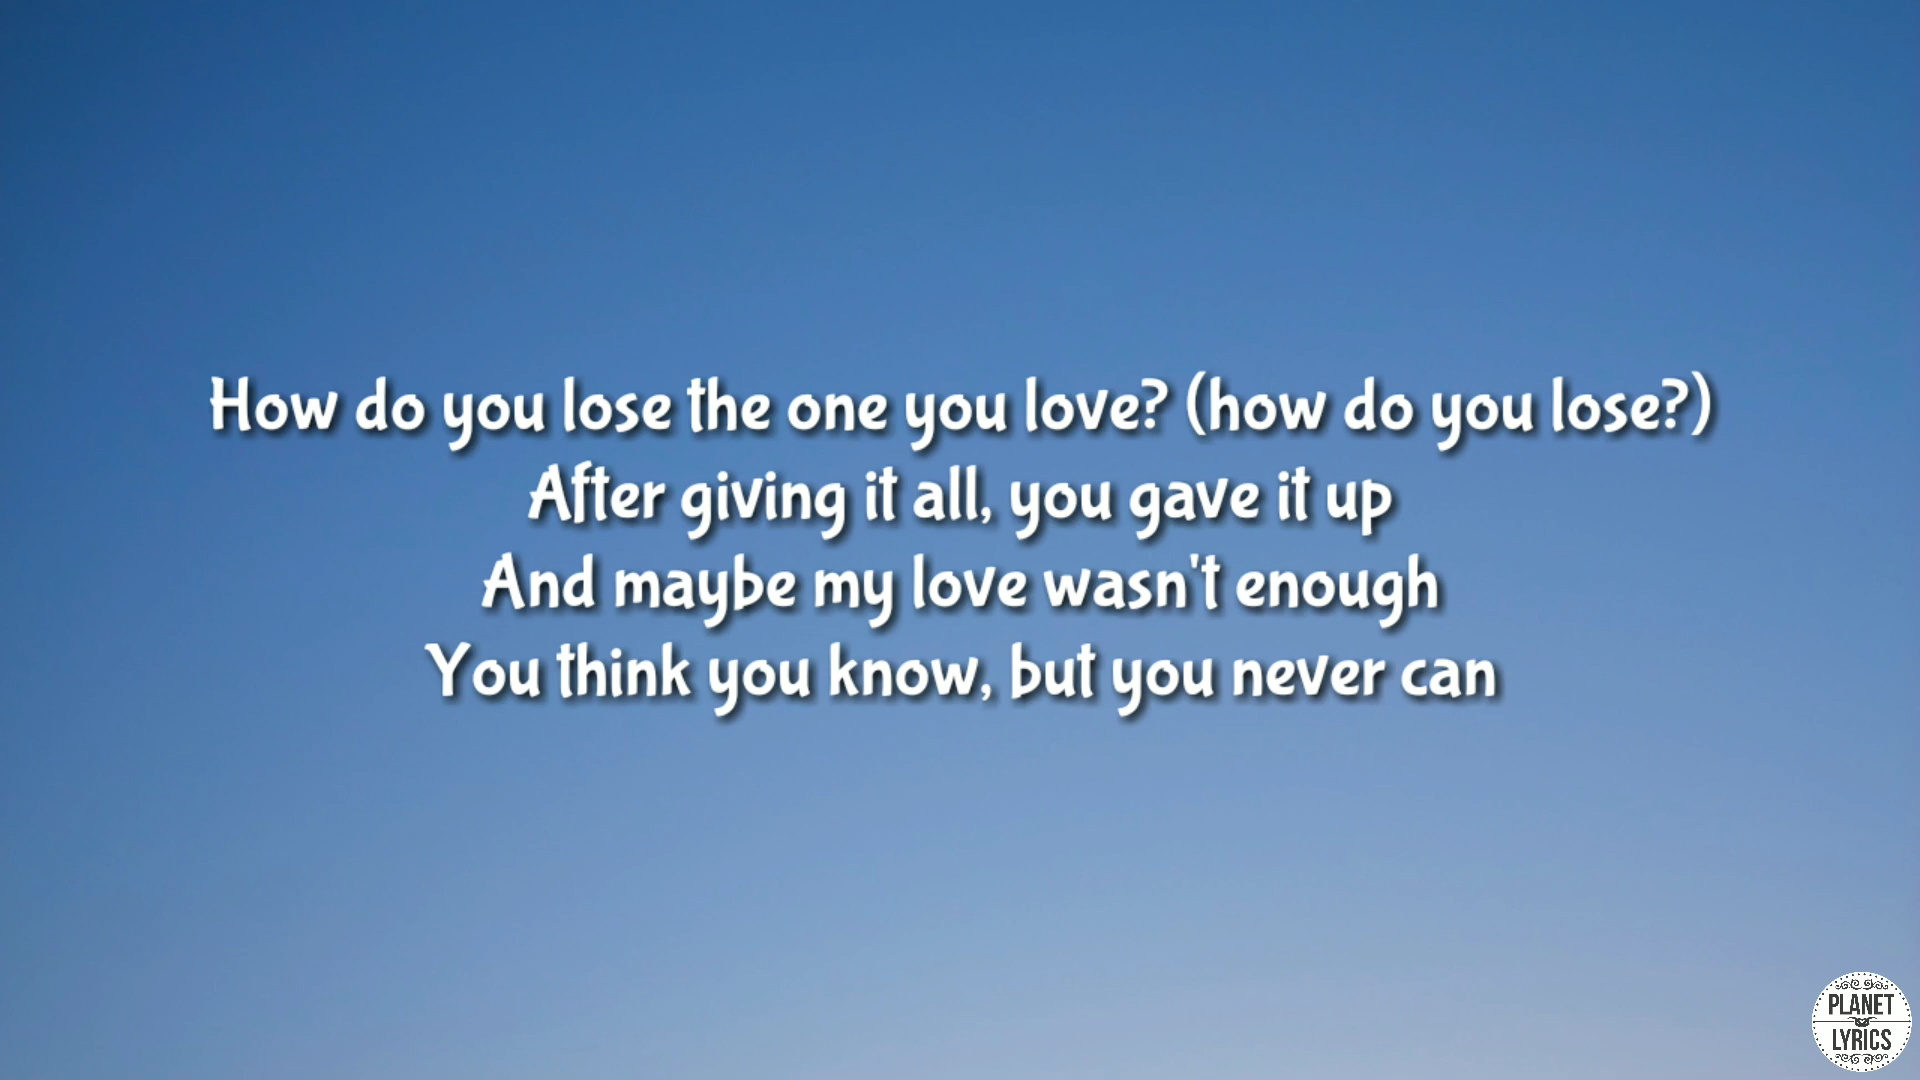 How do you lose the one you love? (how do you lose?)
After giving it all, you gave it up
And maybe my love wasn't enough
You think you know, but you never can
PLANET
LYRICS